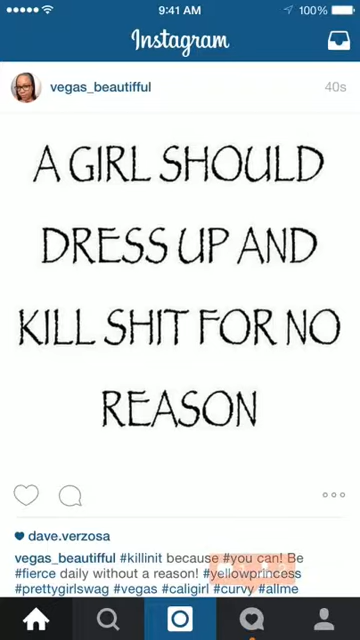 9:41 AM
100%
Instagram
vegas_beautifful
40s
A GIRL SHOULD
DRESS UP AND
KILL SHIT FOR NO
REASON
dave.verzosa
vegas_beautifful #killinit because #you can! Be
#fierce daily without a reason! #yellowprincess
#prettygirlswag #vegas #caligirl #curvy #allme